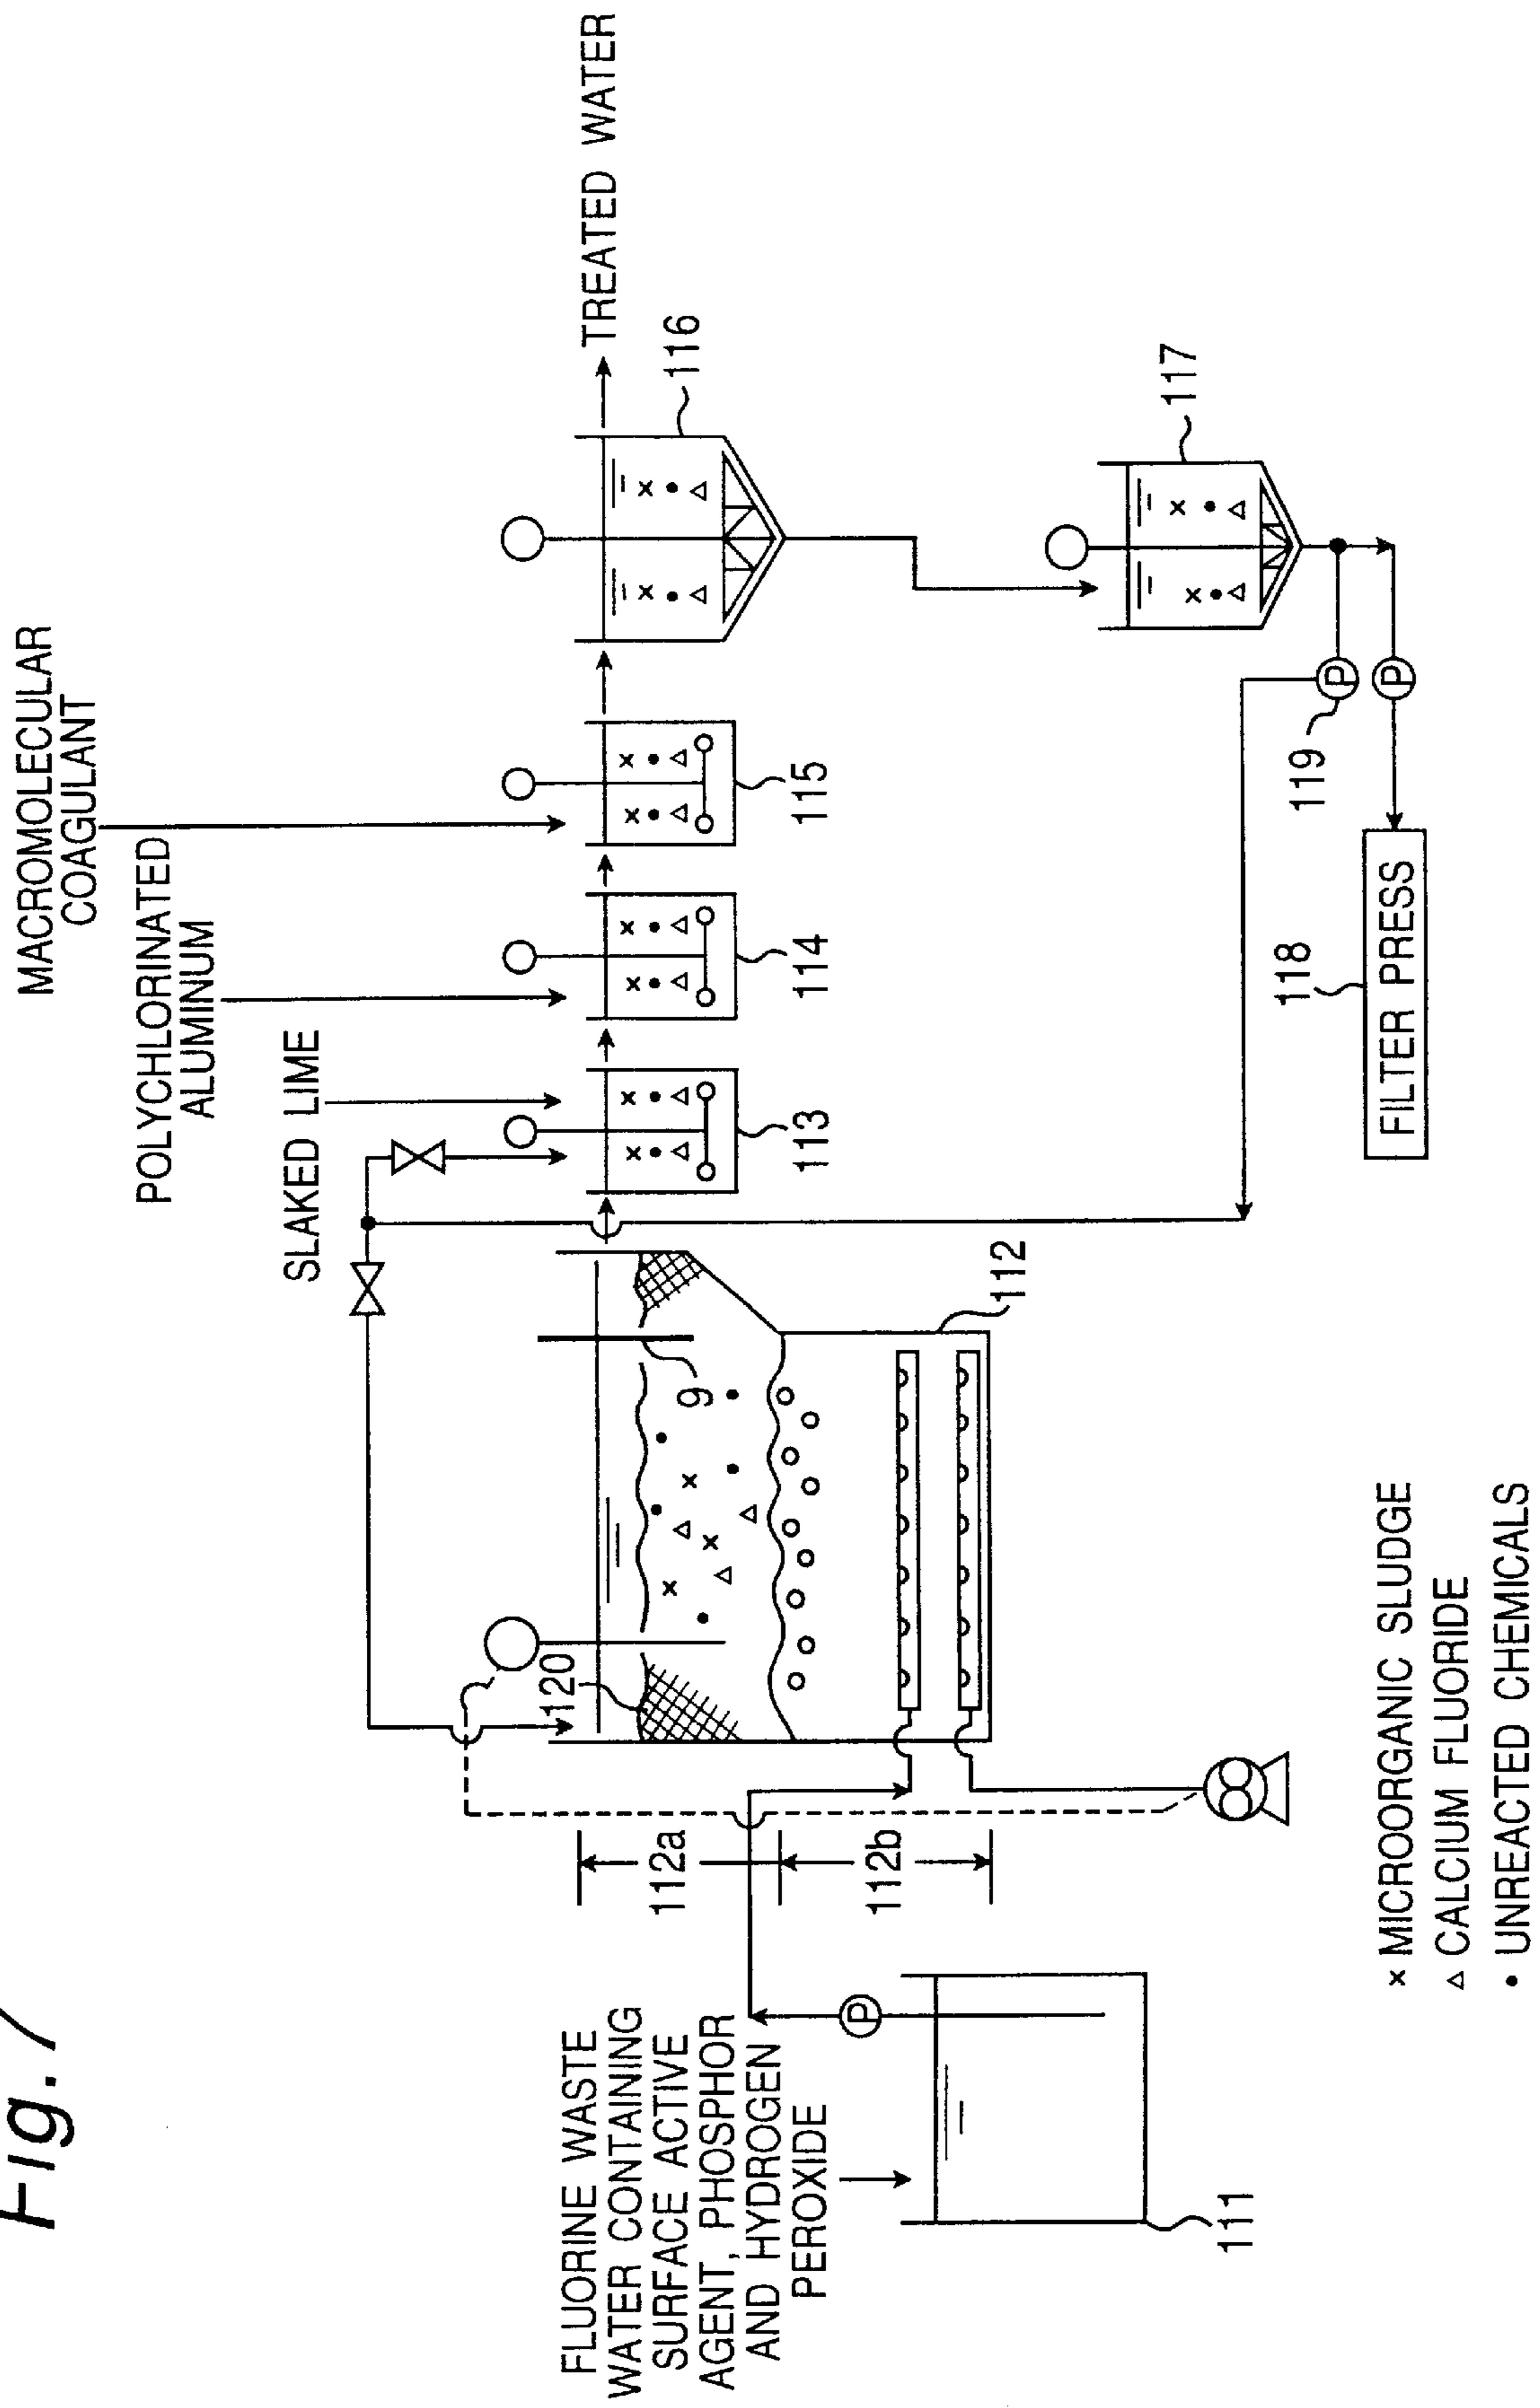 Fig.7
MACROMOLECULAR
COAGULANT
POLYCHLORINATED
ALUMINUM
SLAKED LIME
TREATED WATER
120
9
112
113
114
115
116
117
119
P
P
118
FILTER PRESS
112a
112b
FLUORINE WASTE
WATER CONTAINING
SURFACE ACTIVE
AGENT, PHOSPHOR
AND HYDROGEN
PEROXIDE
P
111
x MICROORGANIC SLUDGE
△ CALCIUM FLUORIDE
• UNREACTED CHEMICALS